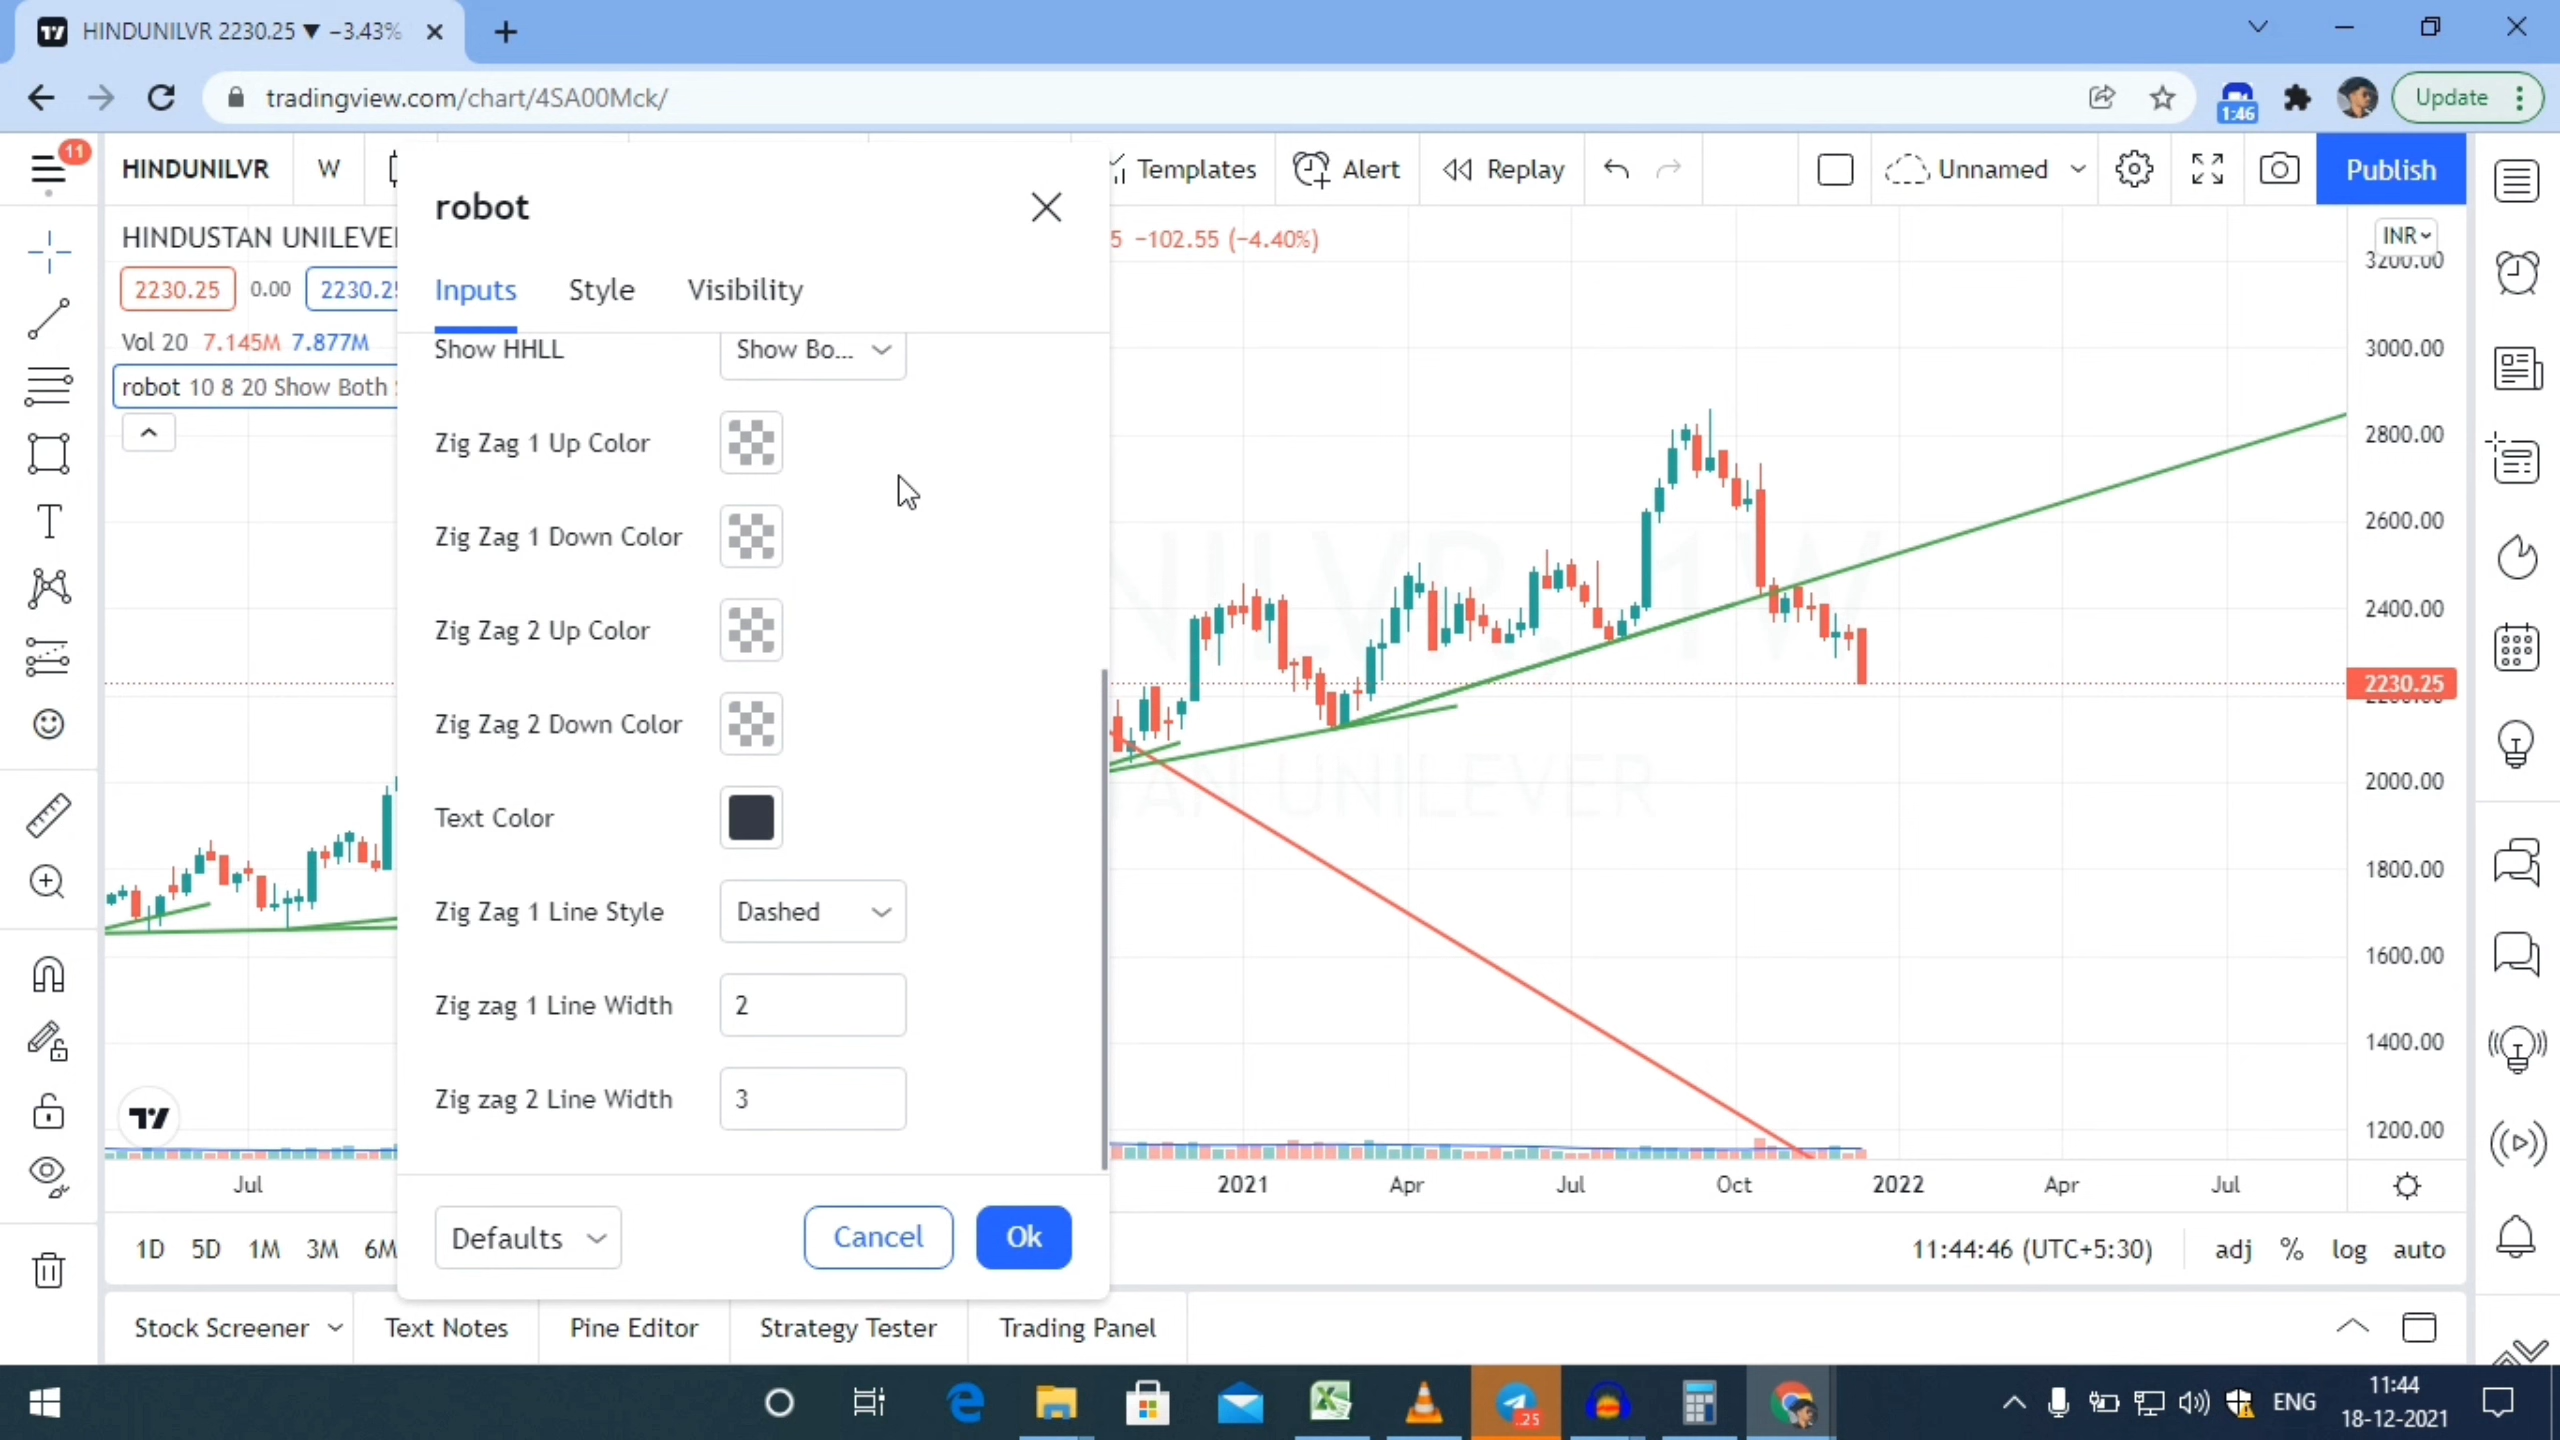 HINDUNILVR 2230.25 ▼ −3.43%
tradingview.com/chart/4SA00Mck/
1:46
Update
11
HINDUNILVR
W
Templates
Alert
Replay
Unnamed
Publish
HINDUSTAN UNILEVE
5 −102.55 (−4.40%)
INR
2230.25
0.00
2230.2
Vol 20 7.145M 7.877M
robot 10 8 20 Show Both
robot
Inputs
Style
Visibility
Show HHLL
Show Bo...
Zig Zag 1 Up Color
Zig Zag 1 Down Color
Zig Zag 2 Up Color
Zig Zag 2 Down Color
Text Color
Zig Zag 1 Line Style
Dashed
Zig zag 1 Line Width
2
Zig zag 2 Line Width
3
Defaults
Cancel
Ok
NILVR, 1W
TAN UNILEVER
3200.00
3000.00
2800.00
2600.00
2400.00
2230.25
2000.00
1800.00
1600.00
1400.00
1200.00
Jul
2021
Apr
Jul
Oct
2022
Apr
Jul
1D
5D
1M
3M
6M
11:44:46 (UTC+5:30)
adj
%
log
auto
Stock Screener
Text Notes
Pine Editor
Strategy Tester
Trading Panel
25
ENG
11:44
18-12-2021